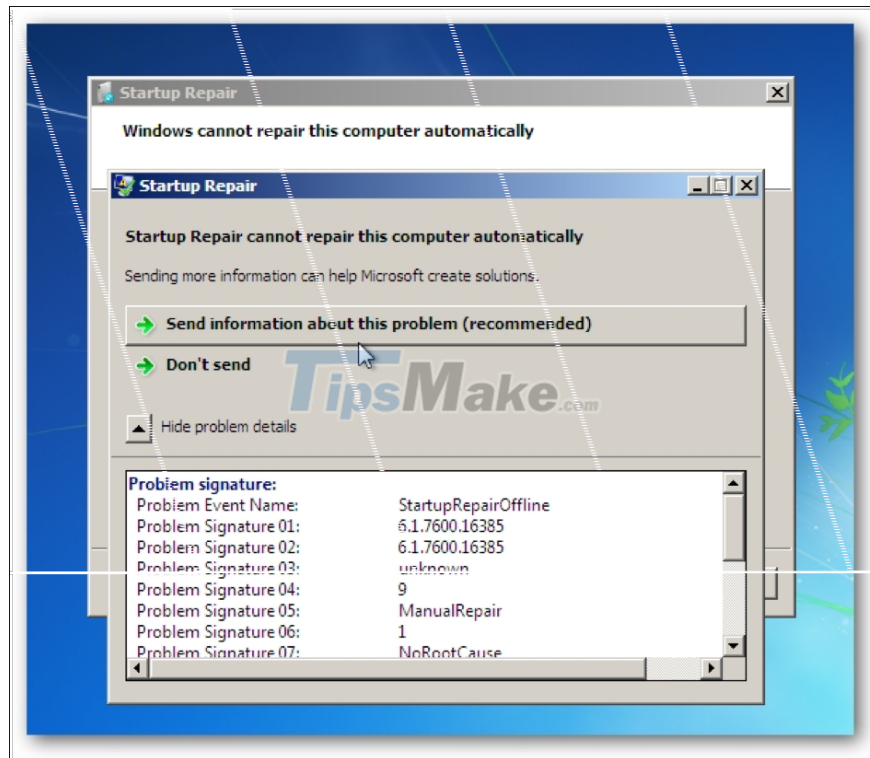 Startup Repair
Windows cannot repair this computer automatically
Startup Repair
Startup Repair cannot repair this computer automatically
Sending more information can help Microsoft create solutions.
Send information about this problem (recommended)
Don't send
TipsMake.com
Hide problem details
Problem signature:
Problem Event Name: StartupRepairOffline
Problem Signature 01: 6.1.7600.16385
Problem Signature 02: 6.1.7600.16385
Problem Signature 03: unknown
Problem Signature 04: 9
Problem Signature 05: ManualRepair
Problem Signature 06: 1
Problem Signature 07: NoRootCause